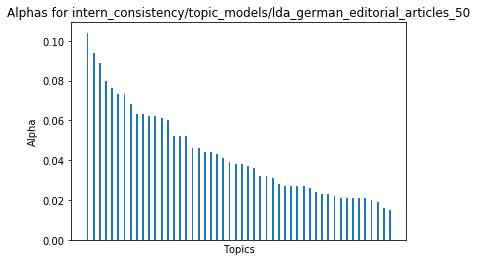 Alphas for intern_consistency/topic_models/lda_german_editorial_articles_50
0.10
0.08
0.06
0.04
0.02
0.00
Alpha
Topics